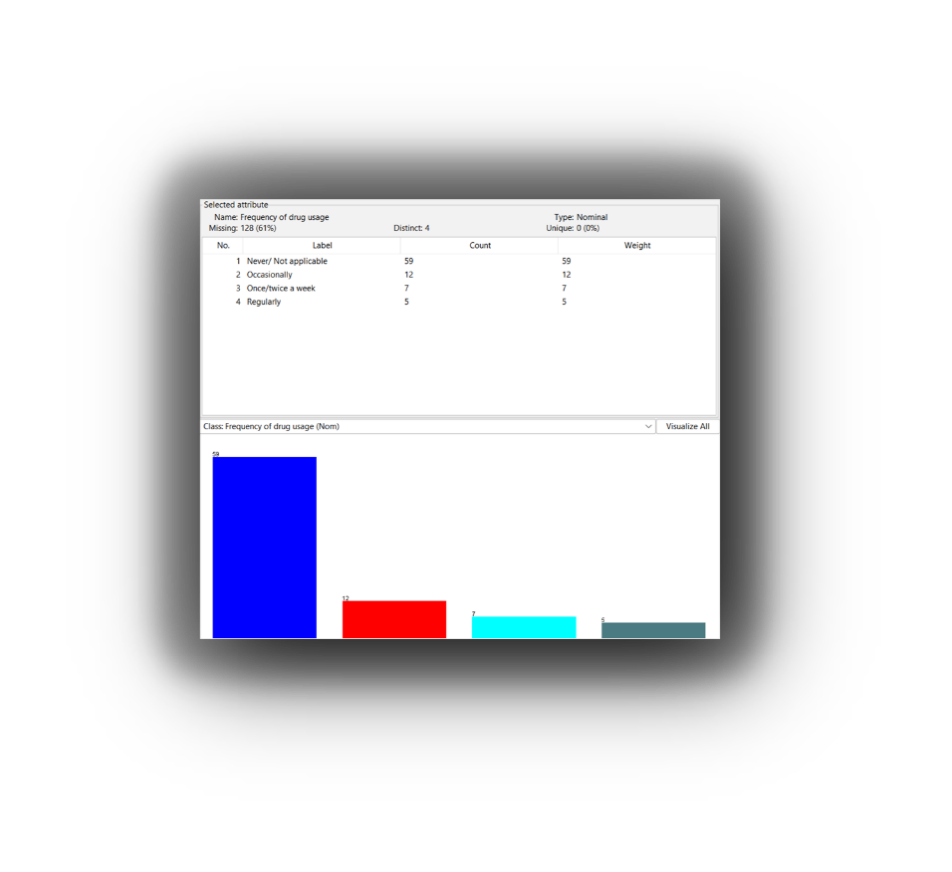 Selected attribute
Name: Frequency of drug usage Type: Nominal
Missing: 128 (61%) Distinct: 4 Unique: 0 (0%)
No. Label Count Weight
1 Never/ Not applicable 59 59
2 Occasionally 12 12
3 Once/twice a week 7 7
4 Regularly 5 5
Class: Frequency of drug usage (Nom) Visualize All
59
12
7
5